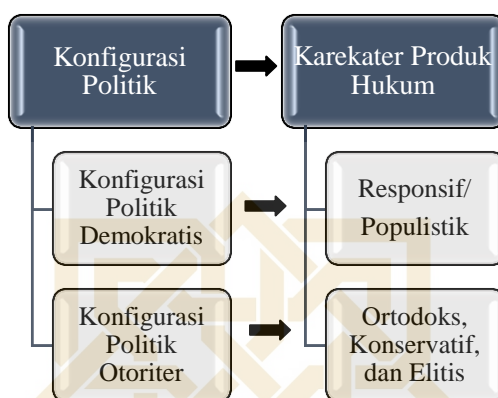 Konfigurasi
Politik
Karekater Produk
Hukum
Konfigurasi
Politik
Demokratis
Responsif/
Populistik
Konfigurasi
Politik
Otoriter
Ortodoks,
Konservatif,
dan Elitis